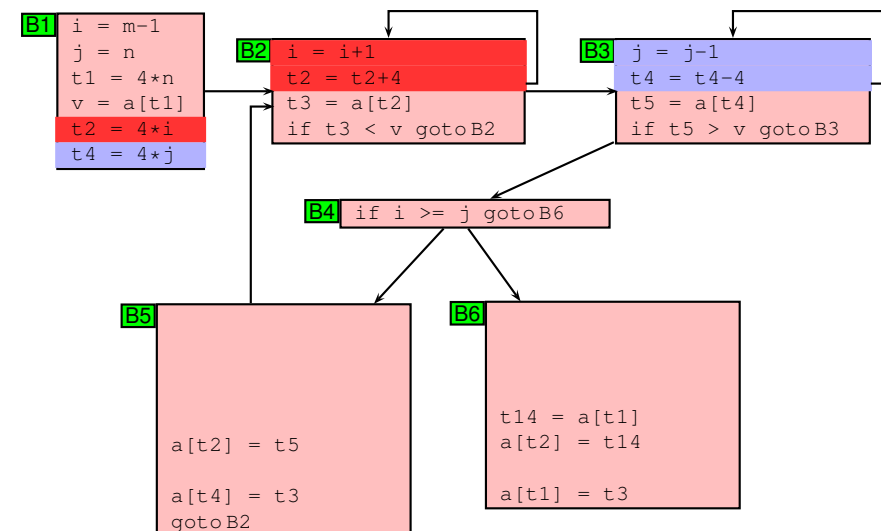 B1
i = m-1
j = n
t1 = 4*n
v = a[t1]
t2 = 4*i
t4 = 4*j
B2
i = i+1
t2 = t2+4
t3 = a[t2]
if t3 < v goto B2
B3
j = j-1
t4 = t4-4
t5 = a[t4]
if t5 > v goto B3
B4
if i >= j goto B6
B5
a[t2] = t5
a[t4] = t3
goto B2
B6
t14 = a[t1]
a[t2] = t14
a[t1] = t3